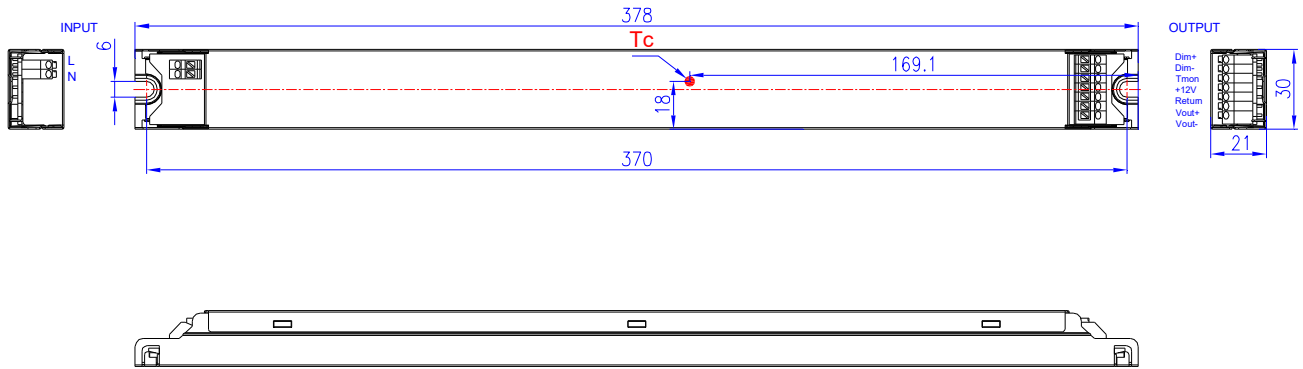 378
INPUT
OUTPUT
Tc
6
L
N
169.1
18
Dim+
Dim-
Tmon
+12V
Return
Vout+
Vout-
30
21
370